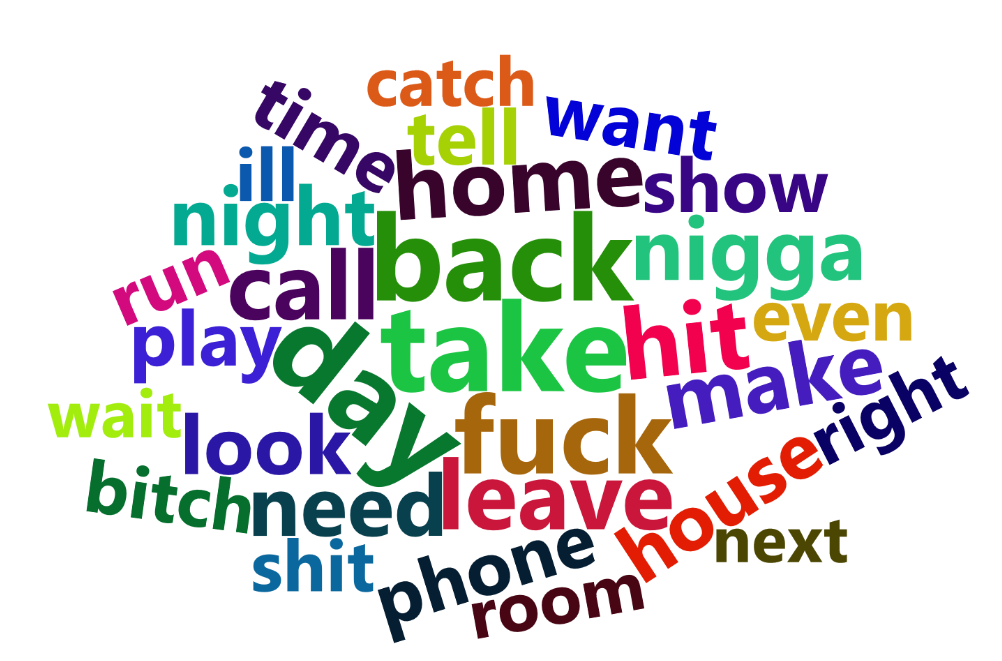 catch
want
time
tell
home
ill
show
night
back
nigga
run
call
take
hit
even
play
day
make
wait
look
fuck
right
bitch
need
leave
house
next
shit
phone
room